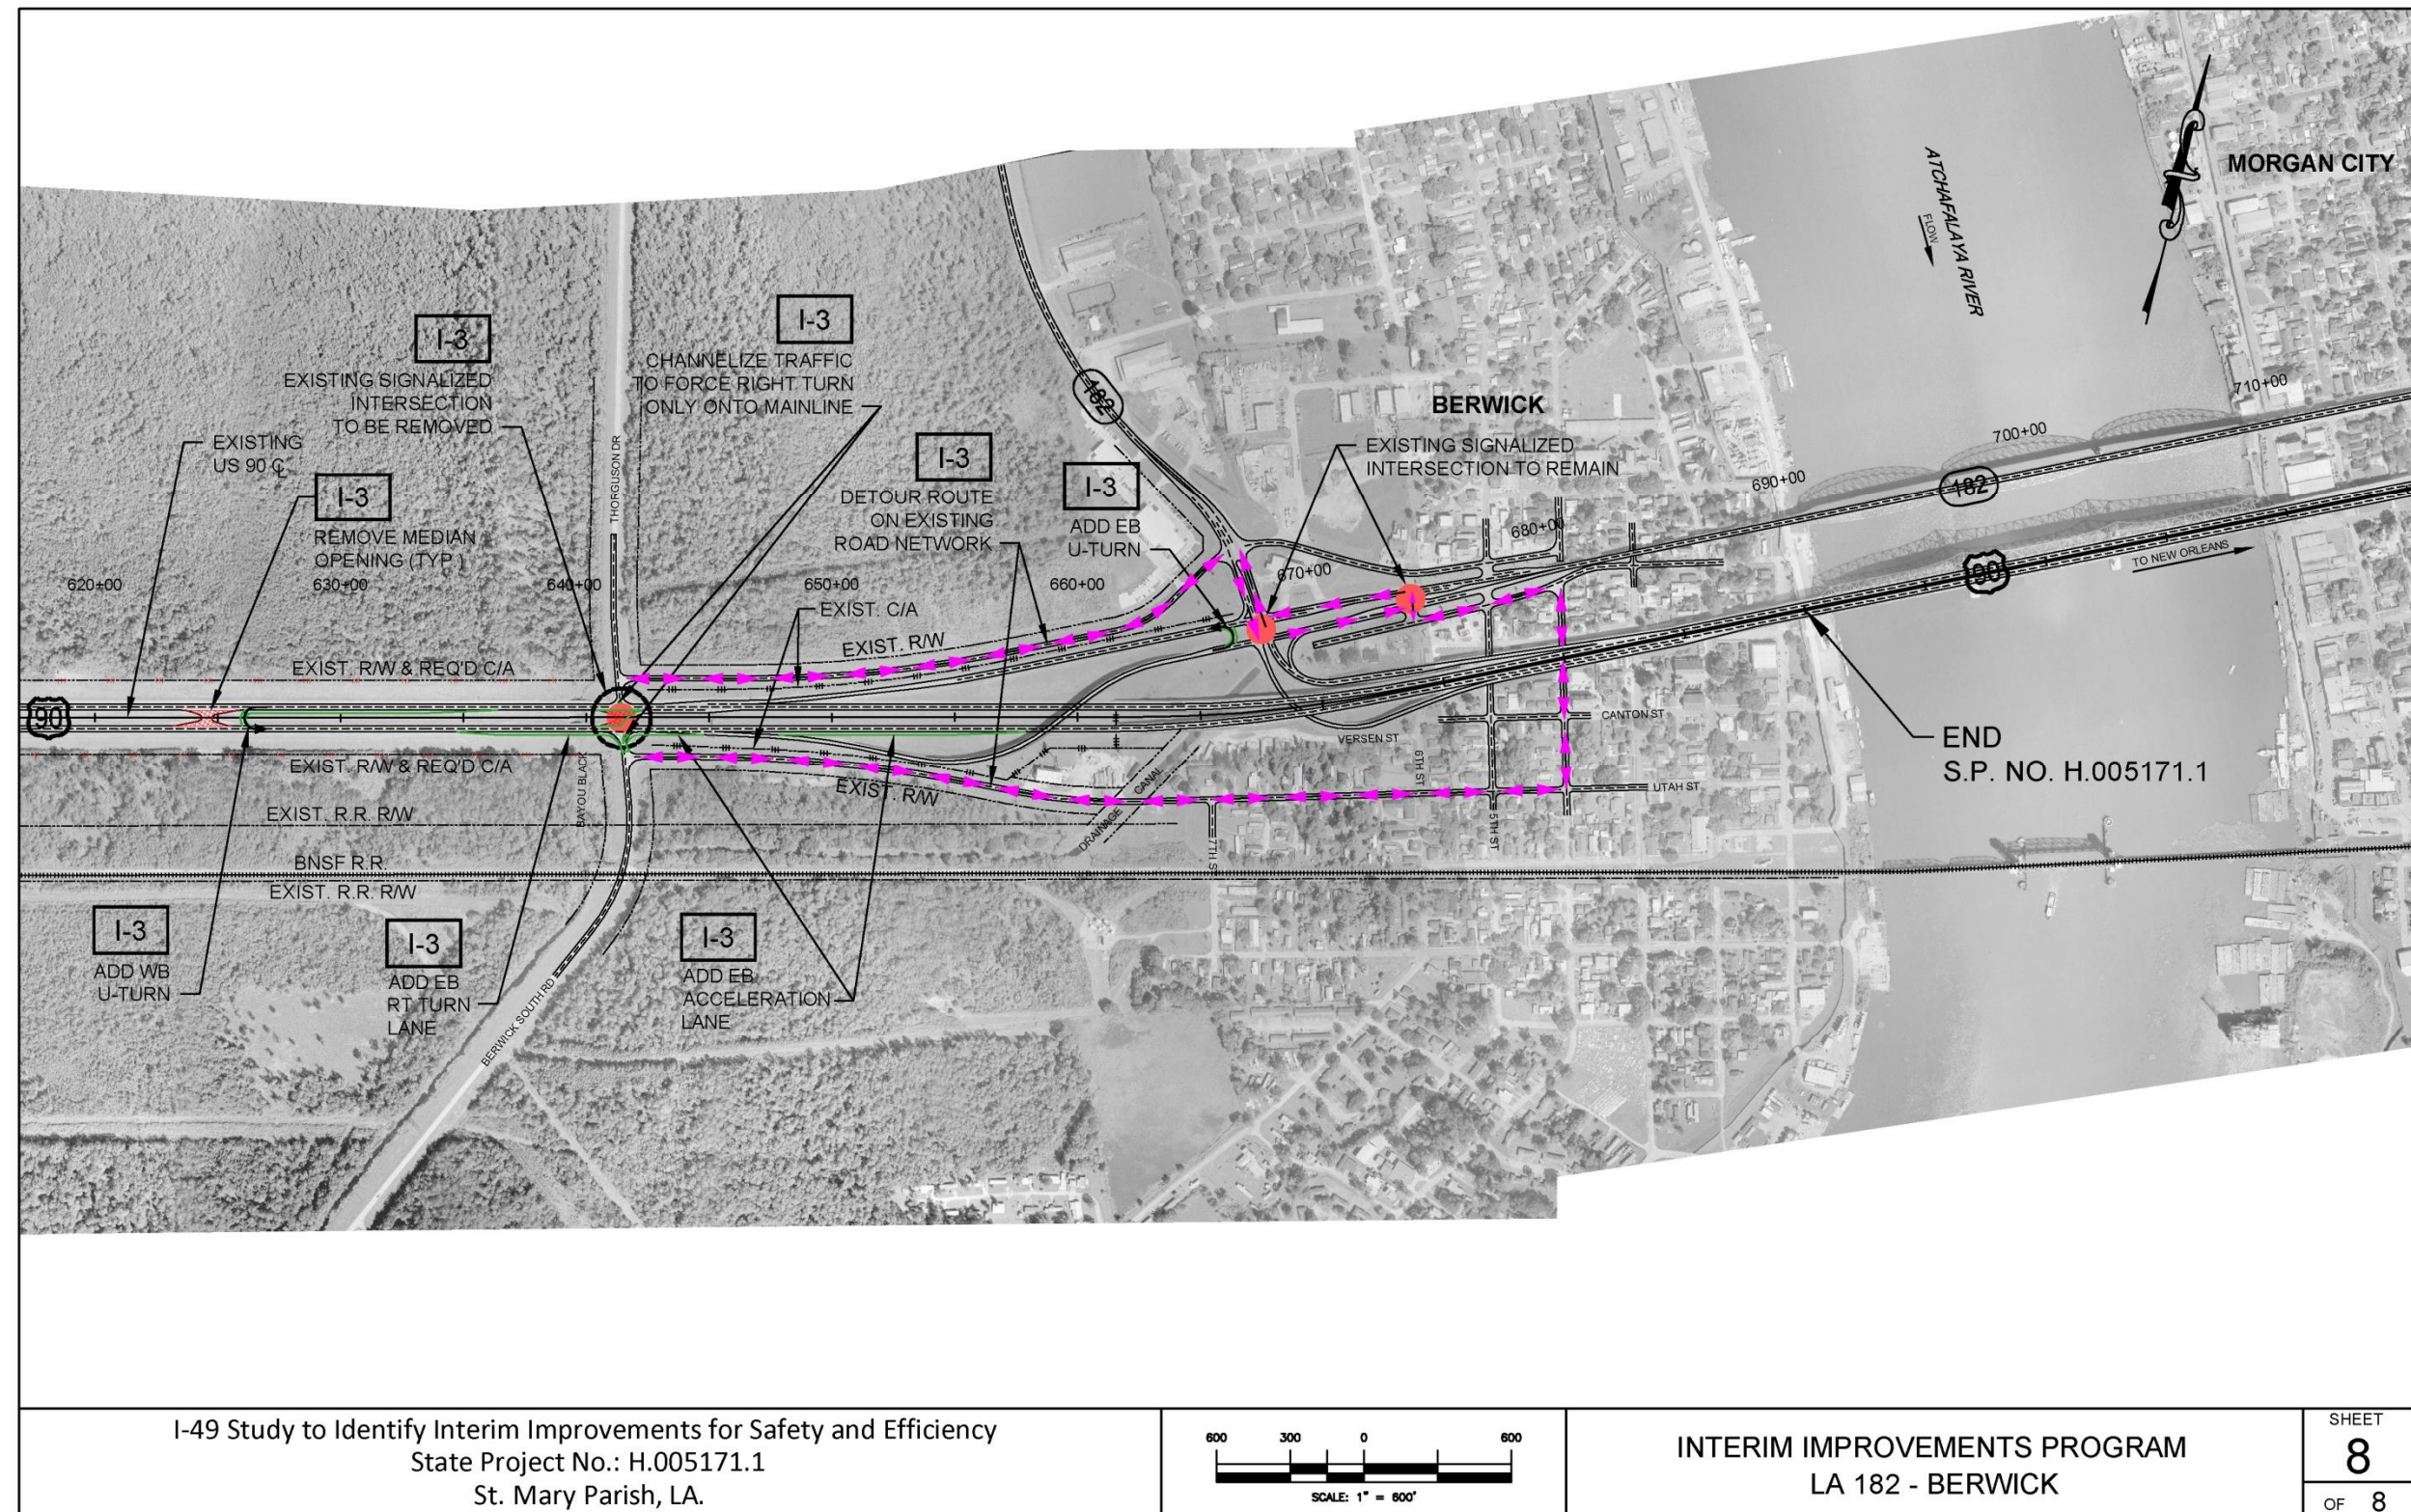 MORGAN CITY
ATCHAFALAYA RIVER
FLOW
I-3
EXISTING SIGNALIZED
INTERSECTION
TO BE REMOVED
I-3
CHANNELIZE TRAFFIC
TO FORCE RIGHT TURN
ONLY ONTO MAINLINE
182
BERWICK
710+00
700+00
690+00
680+00
EXISTING
US 90 ℄
I-3
REMOVE MEDIAN
OPENING (TYP.)
THORGUSON DR
I-3
DETOUR ROUTE
ON EXISTING
ROAD NETWORK
I-3
ADD EB
U-TURN
EXISTING SIGNALIZED
INTERSECTION TO REMAIN
182
90
TO NEW ORLEANS
620+00
630+00
640+00
650+00
660+00
670+00
EXIST. C/A
EXIST. R/W
EXIST. R/W & REQ'D C/A
90
EXIST. R/W & REQ'D C/A
BAYOU BLACK
EXIST. R/W
CANTON ST
VERSEN ST
6TH ST
UTAH ST
5TH ST
7TH ST
DRAINAGE CANAL
END
S.P. NO. H.005171.1
EXIST. R.R. R/W
BNSF R.R.
EXIST. R.R. R/W
I-3
ADD WB
U-TURN
I-3
ADD EB
RT TURN
LANE
BERWICK SOUTH RD
I-3
ADD EB
ACCELERATION
LANE
I-49 Study to Identify Interim Improvements for Safety and Efficiency
State Project No.: H.005171.1
St. Mary Parish, LA.
600 300 0 600
SCALE: 1" = 600'
INTERIM IMPROVEMENTS PROGRAM
LA 182 - BERWICK
SHEET
8
OF 8